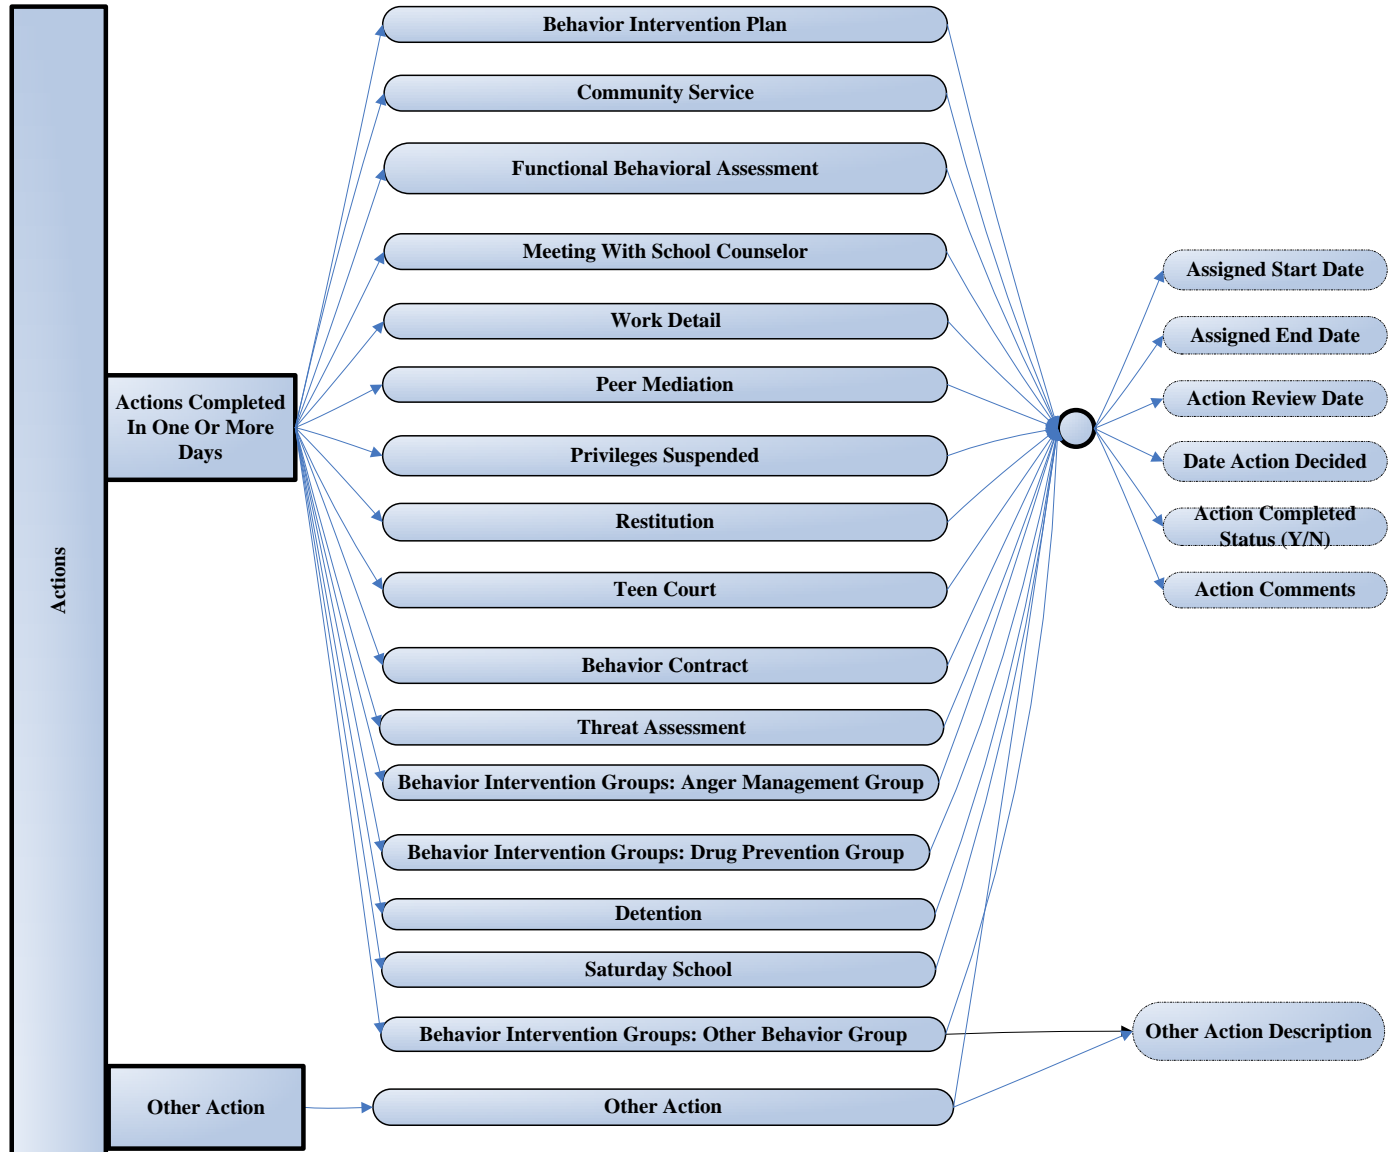 Actions
Actions Completed
In One Or More
Days
Other Action
Behavior Intervention Plan
Community Service
Functional Behavioral Assessment
Meeting With School Counselor
Work Detail
Peer Mediation
Privileges Suspended
Restitution
Teen Court
Behavior Contract
Threat Assessment
Behavior Intervention Groups: Anger Management Group
Behavior Intervention Groups: Drug Prevention Group
Detention
Saturday School
Behavior Intervention Groups: Other Behavior Group
Other Action
Assigned Start Date
Assigned End Date
Action Review Date
Date Action Decided
Action Completed
Status (Y/N)
Action Comments
Other Action Description